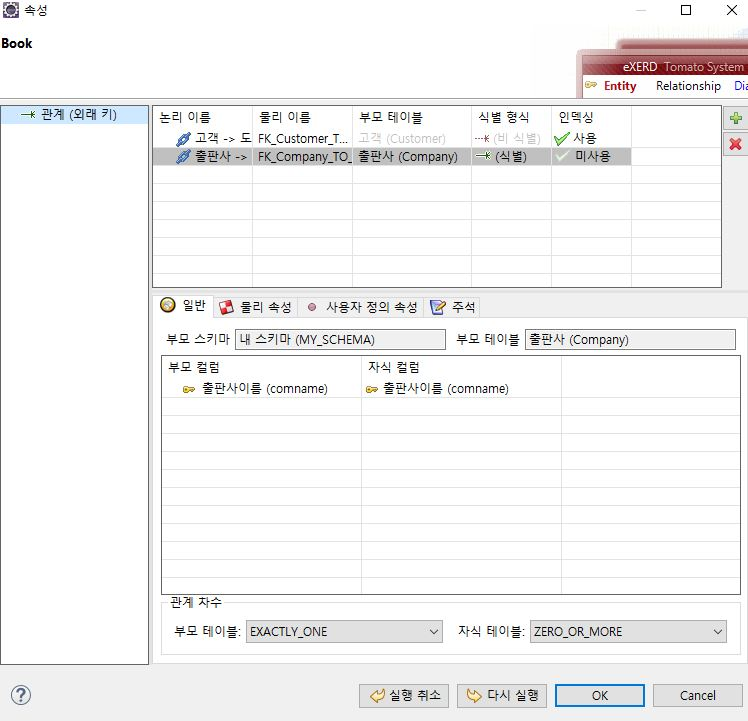 속성
Book
eXERD Tomato System
Entity Relationship
관계 (외래 키)
논리 이름 물리 이름 부모 테이블 식별 형식 인덱싱
고객 -> 도 FK_Customer_T... 고객 (Customer) (비 식별) 사용
출판사 -> FK_Company_TO_ 출판사 (Company) (식별) 미사용
일반 물리 속성 사용자 정의 속성 주석
부모 스키마 내 스키마 (MY_SCHEMA) 부모 테이블 출판사 (Company)
부모 컬럼 자식 컬럼
출판사이름 (comname) 출판사이름 (comname)
관계 차수
부모 테이블: EXACTLY_ONE 자식 테이블: ZERO_OR_MORE
실행 취소 다시 실행 OK Cancel